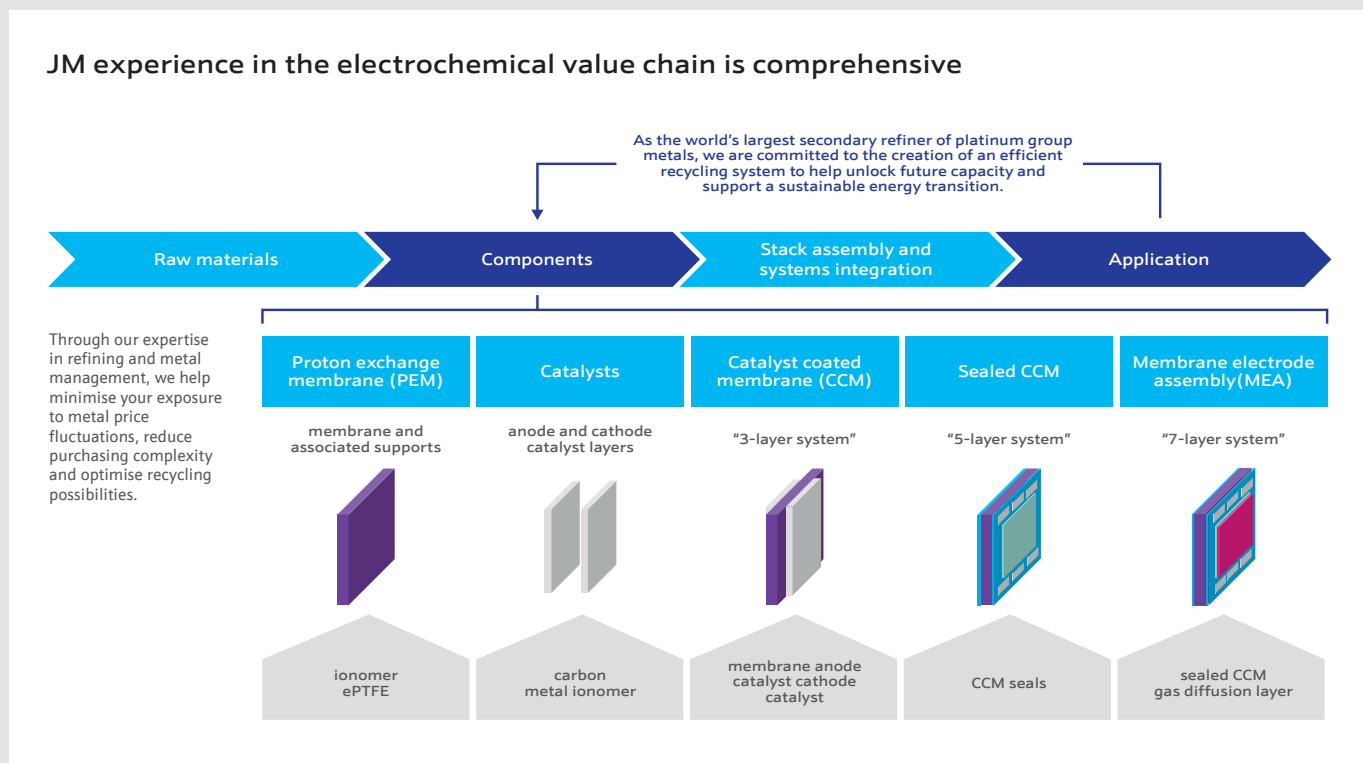 JM experience in the electrochemical value chain is comprehensive
As the world's largest secondary refiner of platinum group
metals, we are committed to the creation of an efficient
recycling system to help unlock future capacity and
support a sustainable energy transition.
Raw materials
Components
Stack assembly and
systems integration
Application
Through our expertise
in refining and metal
management, we help
minimise your exposure
to metal price
fluctuations, reduce
purchasing complexity
and optimise recycling
possibilities.
Proton exchange
membrane (PEM)
Catalysts
Catalyst coated
membrane (CCM)
Sealed CCM
Membrane electrode
assembly(MEA)
membrane and
associated supports
anode and cathode
catalyst layers
“3-layer system”
“5-layer system”
“7-layer system”
ionomer
ePTFE
carbon
metal ionomer
membrane anode
catalyst cathode
catalyst
CCM seals
sealed CCM
gas diffusion layer